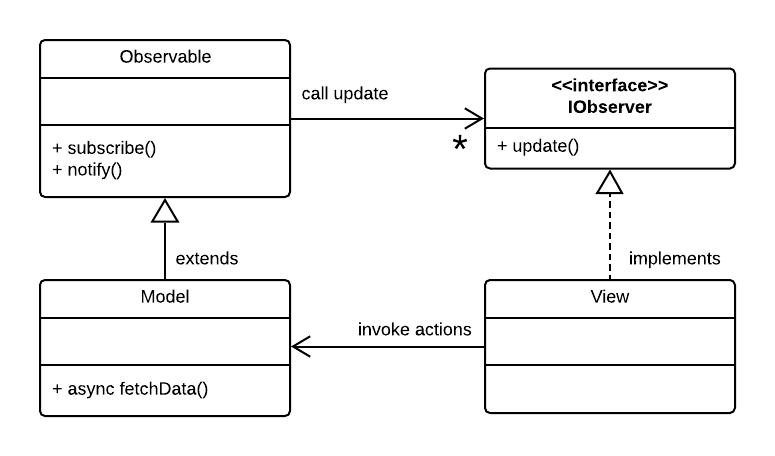 Observable
+ subscribe()
+ notify()
call update
*
<<interface>>
IObserver
+ update()
extends
implements
Model
+ async fetchData()
invoke actions
View